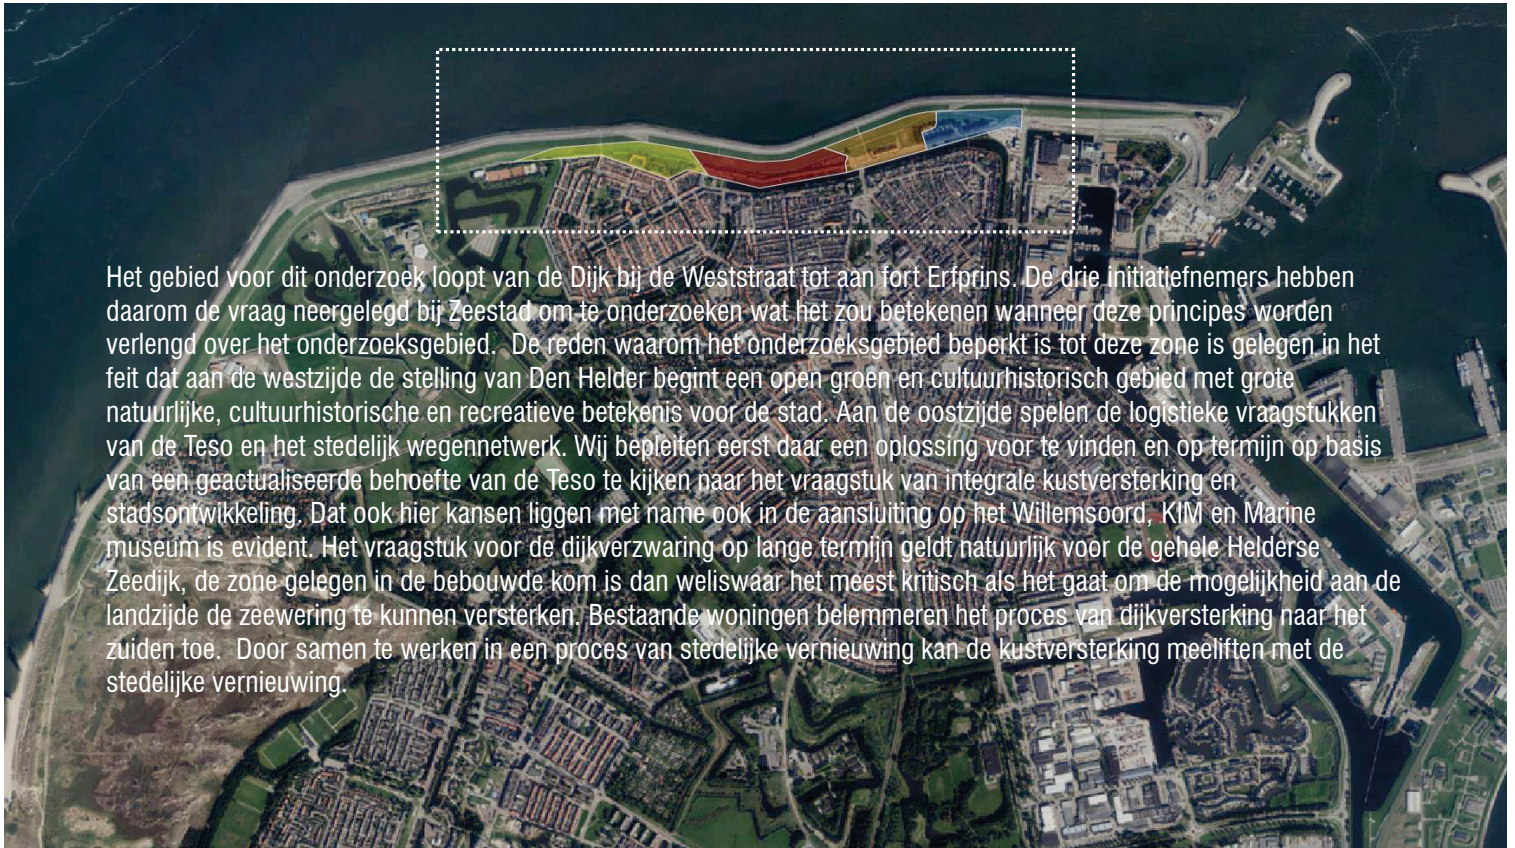 Het gebied voor dit onderzoek loopt van de Dijk bij de Weststraat tot aan fort Erfprins. De drie initiatiefnemers hebben
daarom de vraag neergelegd bij Zeestad om te onderzoeken wat het zou betekenen wanneer deze principes worden
verlengd over het onderzoeksgebied.  De reden waarom het onderzoeksgebied beperkt is tot deze zone is gelegen in het
feit dat aan de westzijde de stelling van Den Helder begint een open groen en cultuurhistorisch gebied met grote
natuurlijke, cultuurhistorische en recreatieve betekenis voor de stad. Aan de oostzijde spelen de logistieke vraagstukken
van de Teso en het stedelijk wegennetwerk. Wij bepleiten eerst daar een oplossing voor te vinden en op termijn op basis
van een geactualiseerde behoefte van de Teso te kijken naar het vraagstuk van integrale kustversterking en
stadsontwikkeling. Dat ook hier kansen liggen met name ook in de aansluiting op het Willemsoord, KIM en Marine
museum is evident. Het vraagstuk voor de dijkverzwaring op lange termijn geldt natuurlijk voor de gehele Helderse
Zeedijk, de zone gelegen in de bebouwde kom is dan weliswaar het meest kritisch als het gaat om de mogelijkheid aan de
landzijde de zeewering te kunnen versterken. Bestaande woningen belemmeren het proces van dijkversterking naar het
zuiden toe.  Door samen te werken in een proces van stedelijke vernieuwing kan de kustversterking meeliften met de
stedelijke vernieuwing.